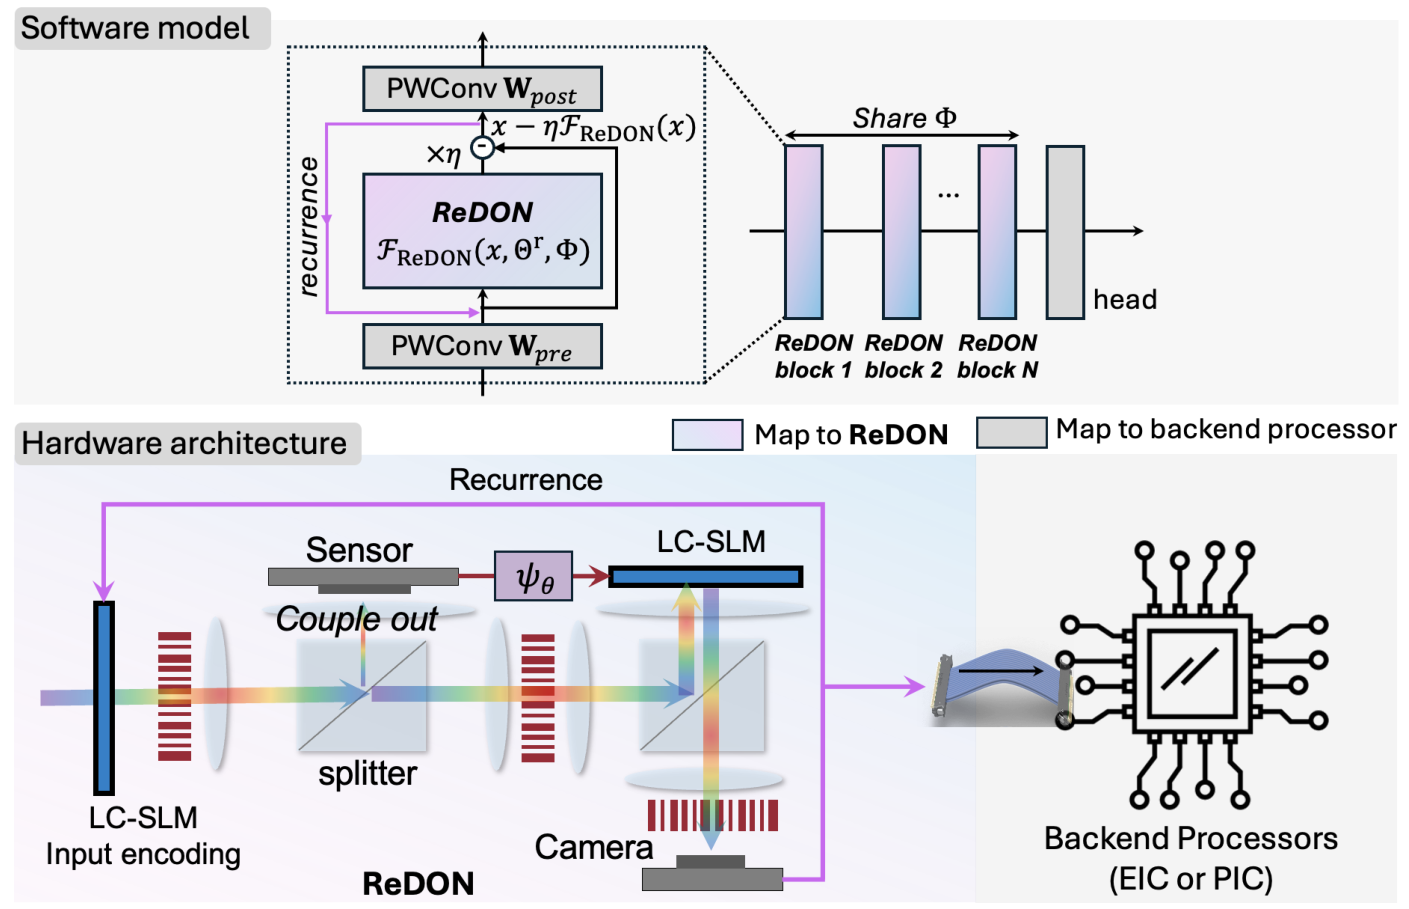 Software model
PWConv W_post
x − ηℱ_ReDON(x)
-
×η
recurrence
ReDON
ℱ_ReDON(x, Θ^r, Φ)
PWConv W_pre
Share Φ
...
head
ReDON block 1
ReDON block 2
ReDON block N
Hardware architecture
Map to ReDON
Map to backend processor
Recurrence
Sensor
ψ_θ
LC-SLM
Couple out
splitter
LC-SLM
Input encoding
Camera
ReDON
Backend Processors
(EIC or PIC)